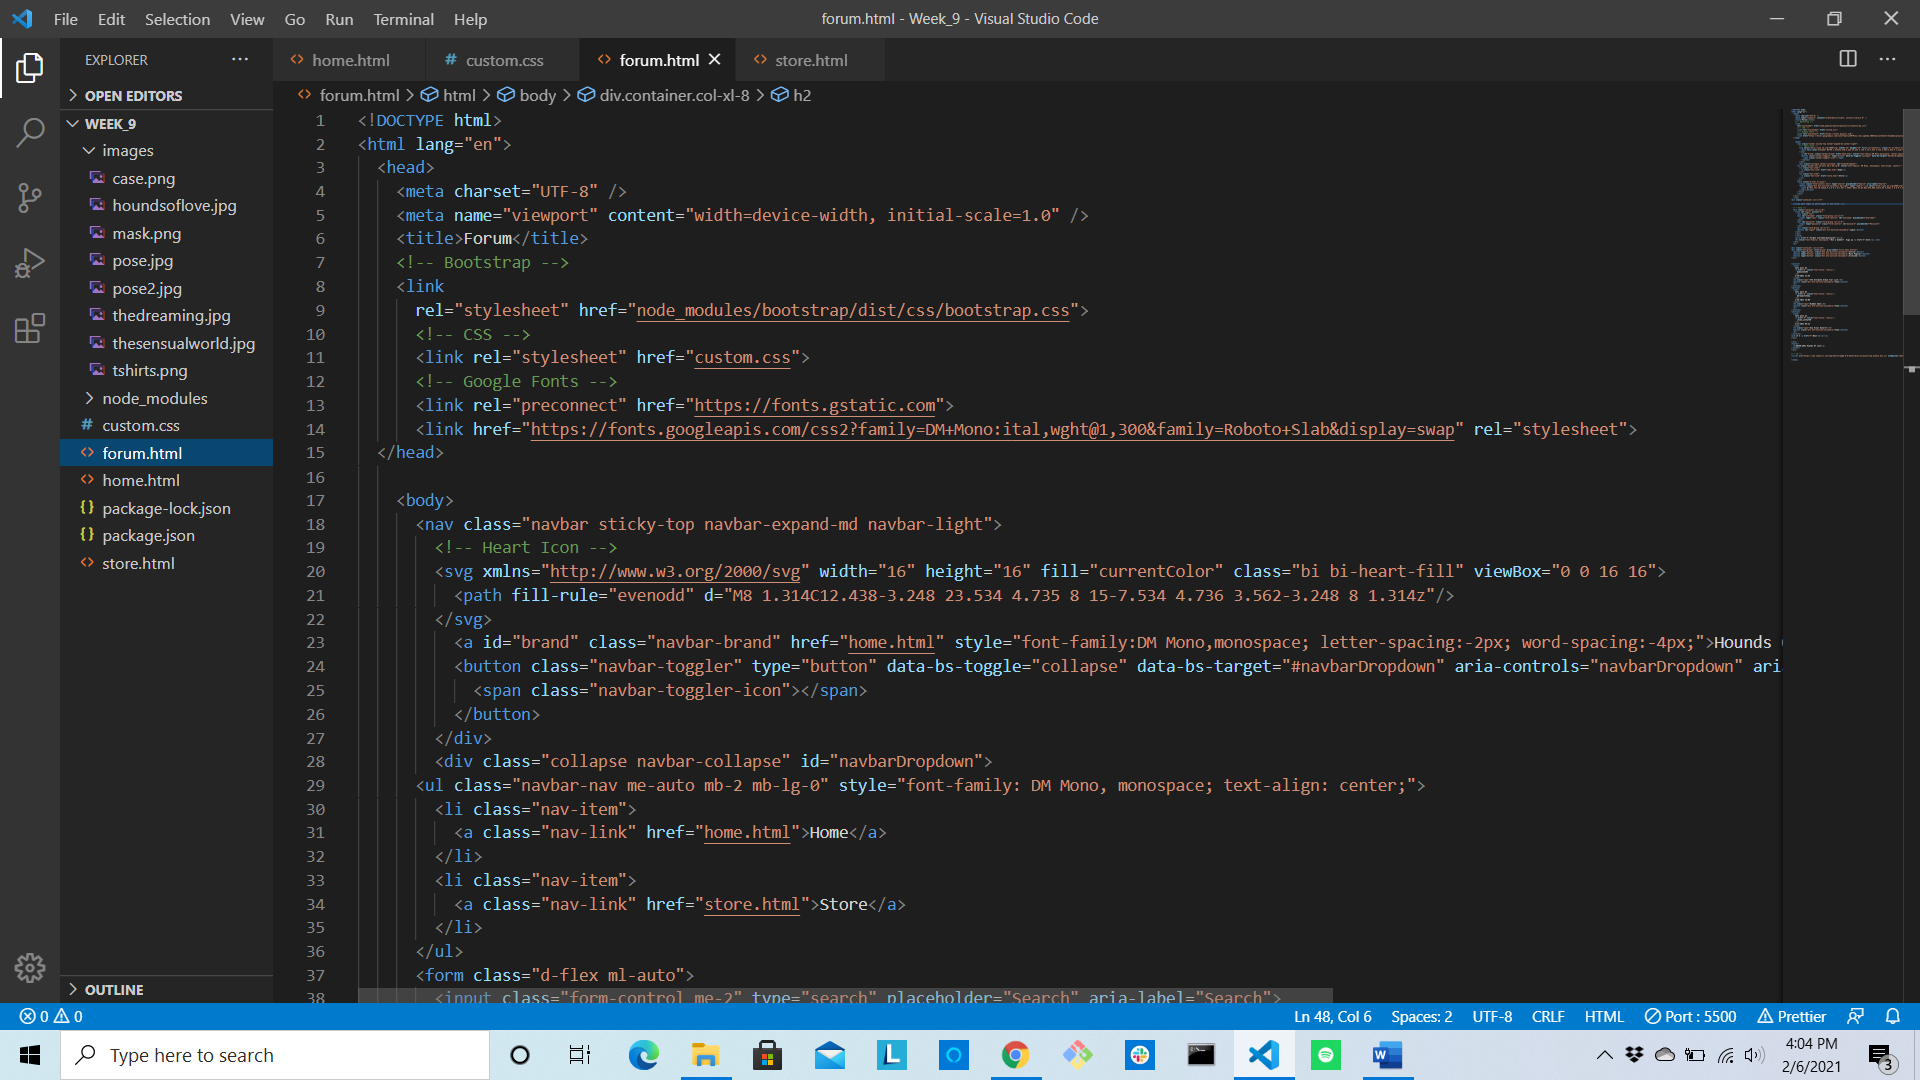 File Edit Selection View Go Run Terminal Help
forum.html - Week_9 - Visual Studio Code
EXPLORER
OPEN EDITORS
WEEK_9
images
case.png
houndsoflove.jpg
mask.png
pose.jpg
pose2.jpg
thedreaming.jpg
thesensualworld.jpg
tshirts.png
node_modules
custom.css
forum.html
home.html
package-lock.json
package.json
store.html
OUTLINE
home.html custom.css forum.html store.html
forum.html > html > body > div.container.col-xl-8 > h2
1 <!DOCTYPE html>
2 <html lang="en">
3 <head>
4 <meta charset="UTF-8" />
5 <meta name="viewport" content="width=device-width, initial-scale=1.0" />
6 <title>Forum</title>
7 <!-- Bootstrap -->
8 <link
9 rel="stylesheet" href="node_modules/bootstrap/dist/css/bootstrap.css">
10 <!-- CSS -->
11 <link rel="stylesheet" href="custom.css">
12 <!-- Google Fonts -->
13 <link rel="preconnect" href="https://fonts.gstatic.com">
14 <link href="https://fonts.googleapis.com/css2?family=DM+Mono:ital,wght@1,300&family=Roboto+Slab&display=swap" rel="stylesheet">
15 </head>
16
17 <body>
18 <nav class="navbar sticky-top navbar-expand-md navbar-light">
19 <!-- Heart Icon -->
20 <svg xmlns="http://www.w3.org/2000/svg" width="16" height="16" fill="currentColor" class="bi bi-heart-fill" viewBox="0 0 16 16">
21 <path fill-rule="evenodd" d="M8 1.314C12.438-3.248 23.534 4.735 8 15-7.534 4.736 3.562-3.248 8 1.314z"/>
22 </svg>
23 <a id="brand" class="navbar-brand" href="home.html" style="font-family:DM Mono,monospace; letter-spacing:-2px; word-spacing:-4px;">Hounds
24 <button class="navbar-toggler" type="button" data-bs-toggle="collapse" data-bs-target="#navbarDropdown" aria-controls="navbarDropdown" ari
25 <span class="navbar-toggler-icon"></span>
26 </button>
27 </div>
28 <div class="collapse navbar-collapse" id="navbarDropdown">
29 <ul class="navbar-nav me-auto mb-2 mb-lg-0" style="font-family: DM Mono, monospace; text-align: center;">
30 <li class="nav-item">
31 <a class="nav-link" href="home.html">Home</a>
32 </li>
33 <li class="nav-item">
34 <a class="nav-link" href="store.html">Store</a>
35 </li>
36 </ul>
37 <form class="d-flex ml-auto">
38 <input class="form-control me-2" type="search" placeholder="Search" aria-label="Search">
0 0 Ln 48, Col 6 Spaces: 2 UTF-8 CRLF HTML Port : 5500 Prettier
Type here to search
4:04 PM
2/6/2021
3